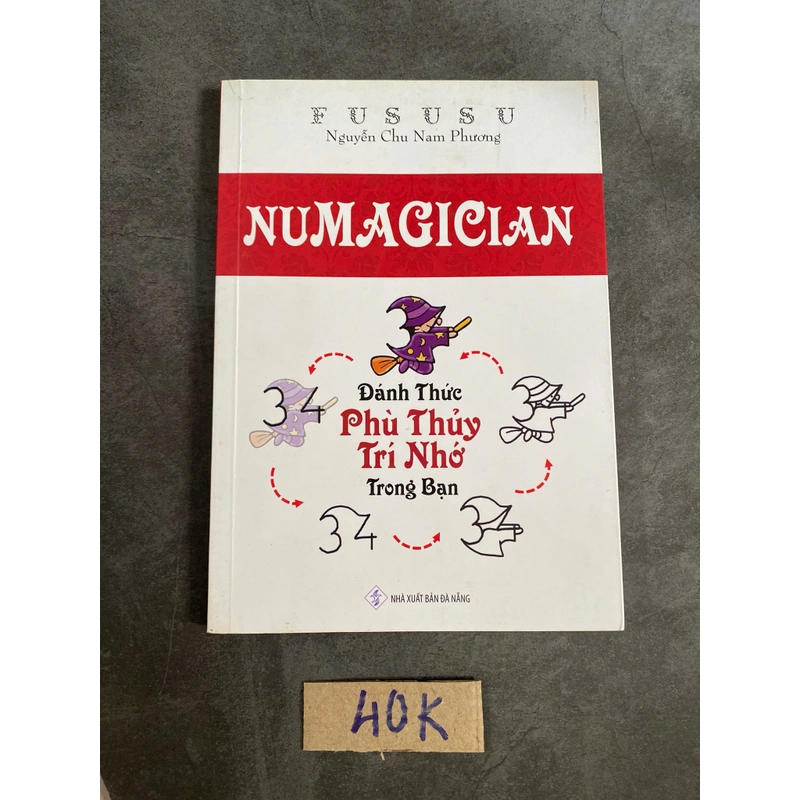 FUSUSU
Nguyễn Chu Nam Phương
NUMAGICIAN
Đánh Thức
34
Phù Thủy
Trí Nhớ
Trong Bạn
34
34
NHÀ XUẤT BẢN ĐÀ NẴNG
40K